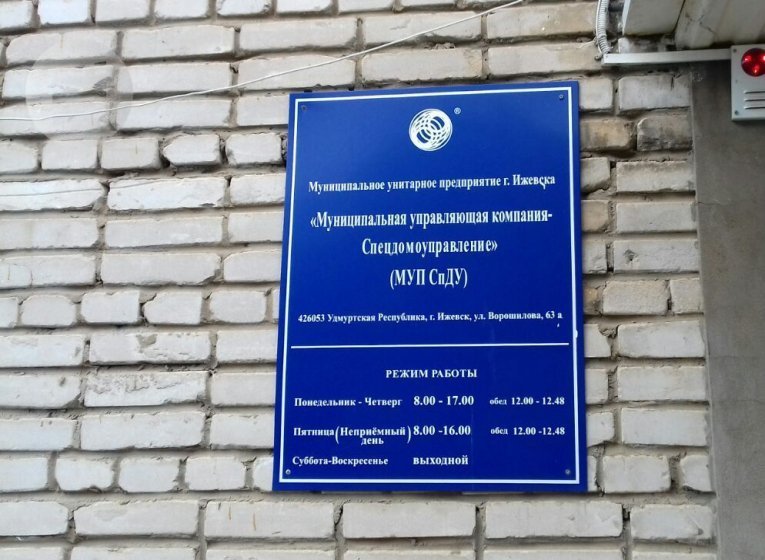 ®
Муниципальное унитарное предприятие г. Ижевска
«Муниципальная управляющая компания-
Спецдомоуправление»
(МУП СпДУ)
426053 Удмуртская Республика, г. Ижевск, ул. Ворошилова, 63 а
РЕЖИМ РАБОТЫ
Понедельник - Четверг 8.00 - 17.00 обед 12.00 - 12.48
Пятница (Неприёмный день) 8.00 -16.00 обед 12.00 -12.48
Суббота-Воскресенье выходной